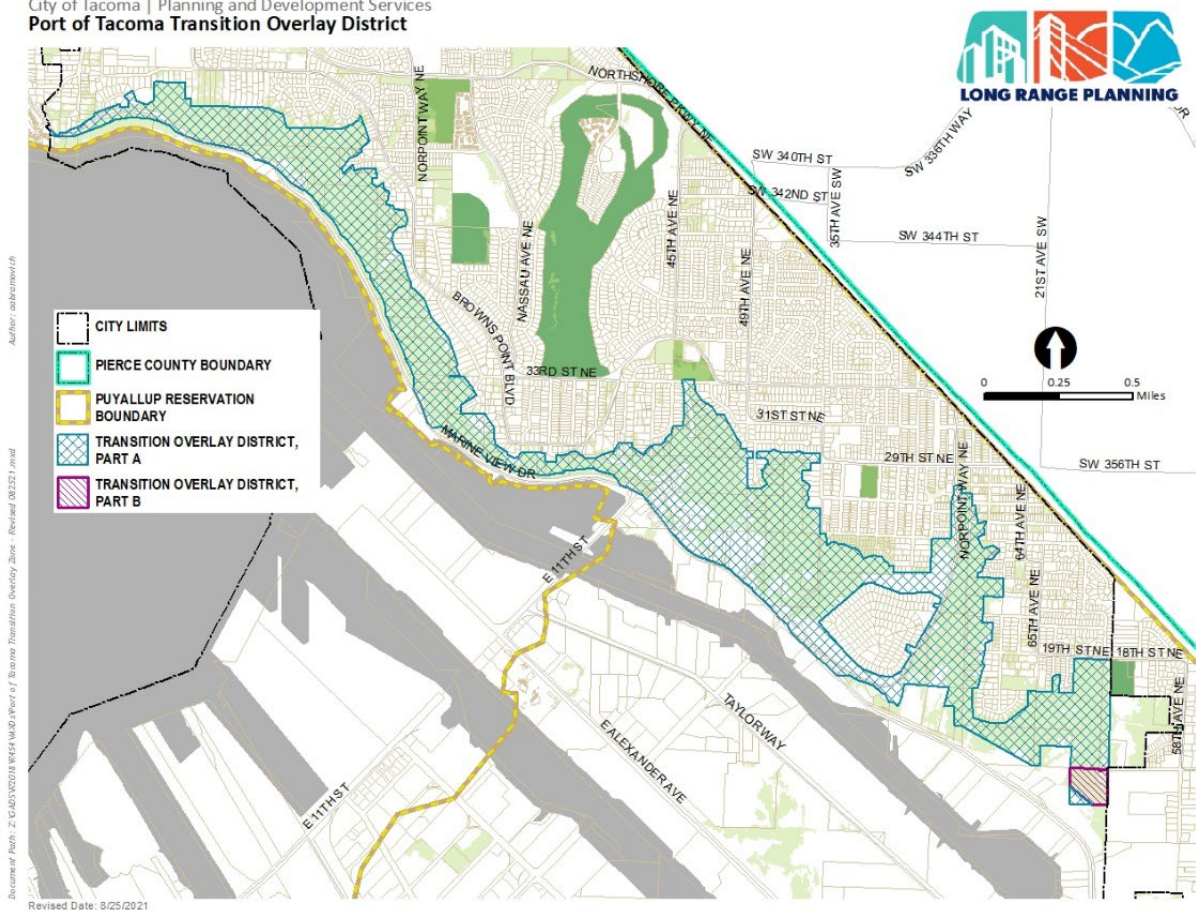 City of Tacoma | Planning and Development Services
Port of Tacoma Transition Overlay District
LONG RANGE PLANNING
NORTHSHORE PKWY NE
NORPOINT WAY NE
SW 340TH ST
SW 336TH WAY
DR
SW 342ND ST
35TH AVE SW
SW 344TH ST
21ST AVE SW
45TH AVE NE
49TH AVE NE
NASSAU AVE NE
BROWNS POINT BLVD
33RD ST NE
31ST ST NE
29TH ST NE
SW 356TH ST
NORPOINT WAY NE
64TH AVE NE
65TH AVE NE
19TH ST NE
18TH ST NE
58TH AVE NE
MARINE VIEW DR
E 11TH ST
TAYLOR WAY
E ALEXANDER AVE
E 11TH ST
0 0.25 0.5
Miles
CITY LIMITS
PIERCE COUNTY BOUNDARY
PUYALLUP RESERVATION
BOUNDARY
TRANSITION OVERLAY DISTRICT,
PART A
TRANSITION OVERLAY DISTRICT,
PART B
Revised Date: 8/25/2021